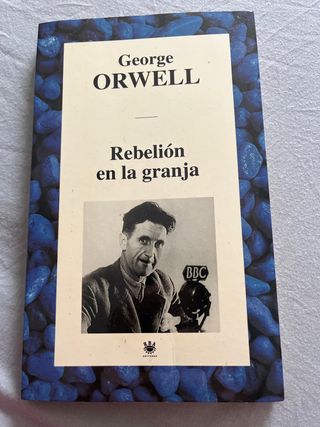 George
ORWELL
Rebelión
en la granja
BBC